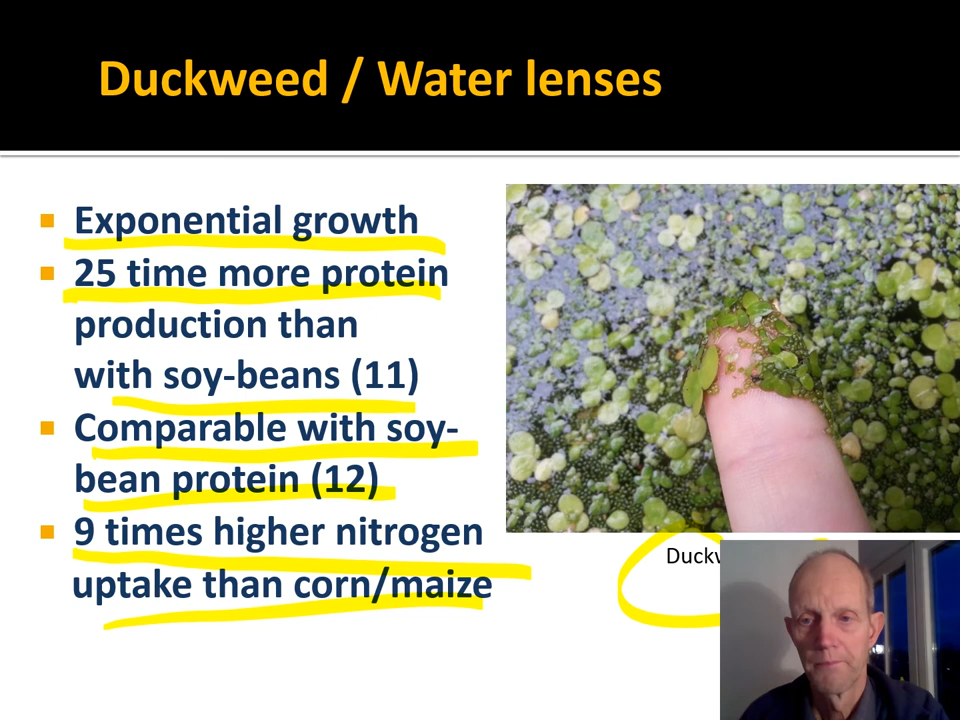 Duckweed / Water lenses
Exponential growth
25 time more protein
production than
with soy-beans (11)
Comparable with soy-
bean protein (12)
9 times higher nitrogen
uptake than corn/maize